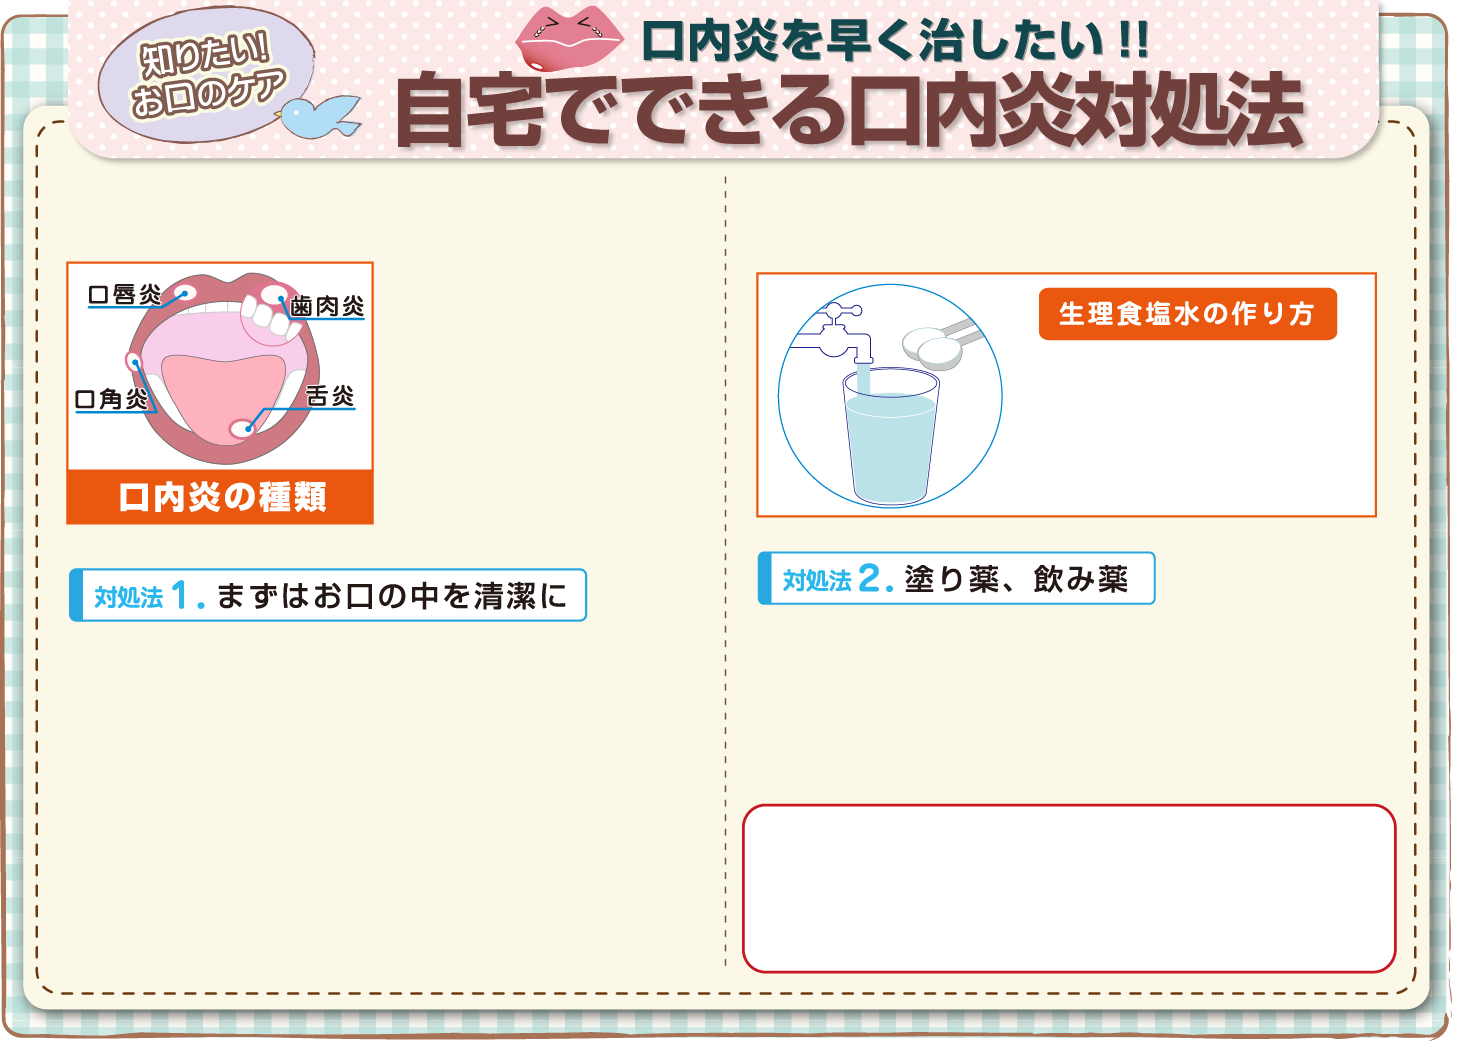 知りたい!
お口のケア
口内炎を早く治したい!!
自宅でできる口内炎対処法
口唇炎
歯肉炎
口角炎
舌炎
口内炎の種類
対処法1. まずはお口の中を清潔に
生理食塩水の作り方
対処法2. 塗り薬、飲み薬